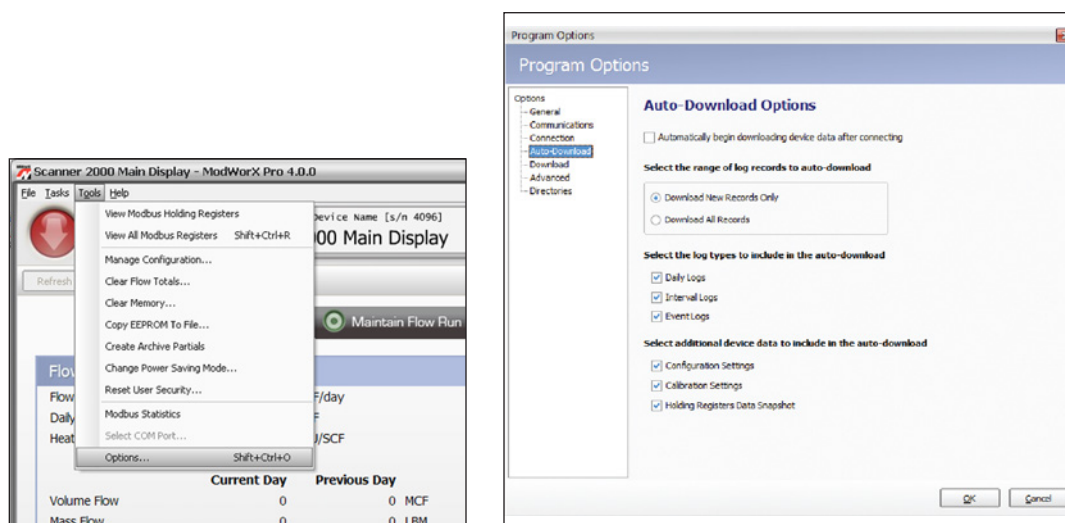 Scanner 2000 Main Display - ModWorX Pro 4.0.0
File Tasks Tools Help
View Modbus Holding Registers
View All Modbus Registers Shift+Ctrl+R
Manage Configuration...
Clear Flow Totals...
Clear Memory...
Copy EEPROM To File...
Create Archive Partials
Change Power Saving Mode...
Reset User Security...
Modbus Statistics
Select COM Port...
Options... Shift+Ctrl+O
Device Name [s/n 4096]
000 Main Display
Refresh
Maintain Flow Run
Flow
Flow F/day
Daily F
Heat J/SCF
Current Day Previous Day
Volume Flow 0 0 MCF
Mass Flow 0 0 LBM
Program Options
Program Options
Options
General
Communications
Connection
Auto-Download
Download
Advanced
Directories
Auto-Download Options
Automatically begin downloading device data after connecting
Select the range of log records to auto-download
Download New Records Only
Download All Records
Select the log types to include in the auto-download
Daily Logs
Interval Logs
Event Logs
Select additional device data to include in the auto-download
Configuration Settings
Calibration Settings
Holding Registers Data Snapshot
OK Cancel